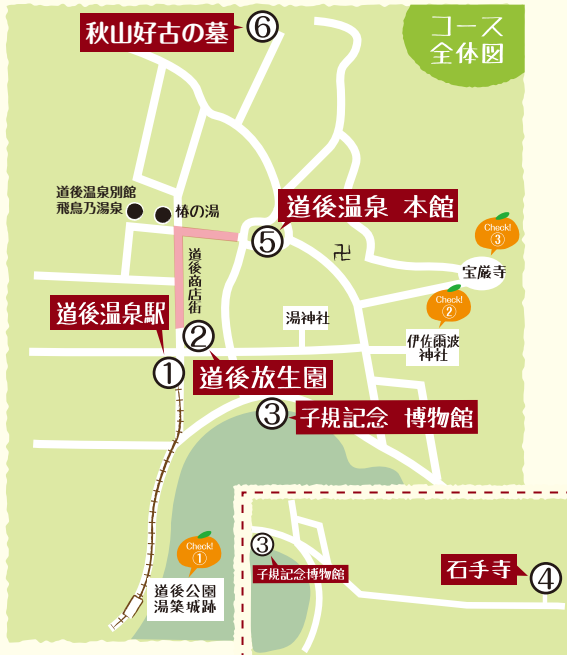 コース
全体図
秋山好古の墓
⑥
道後温泉別館
飛鳥乃湯泉
椿の湯
道後温泉 本館
⑤
卍
Check!
③
宝厳寺
道後商店街
Check!
②
湯神社
伊佐爾波
神社
道後温泉駅
①
②
道後放生園
③
子規記念 博物館
Check!
①
道後公園
湯築城跡
③
子規記念博物館
石手寺
④